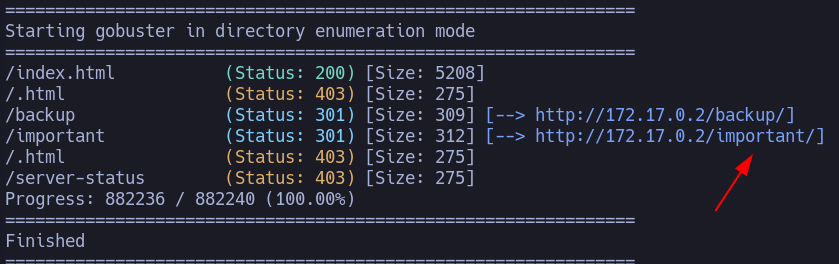 ===============================================================
Starting gobuster in directory enumeration mode
===============================================================
/index.html           (Status: 200) [Size: 5208]
/.html                (Status: 403) [Size: 275]
/backup               (Status: 301) [Size: 309] [--> http://172.17.0.2/backup/]
/important            (Status: 301) [Size: 312] [--> http://172.17.0.2/important/]
/.html                (Status: 403) [Size: 275]
/server-status        (Status: 403) [Size: 275]
Progress: 882236 / 882240 (100.00%)
===============================================================
Finished
===============================================================